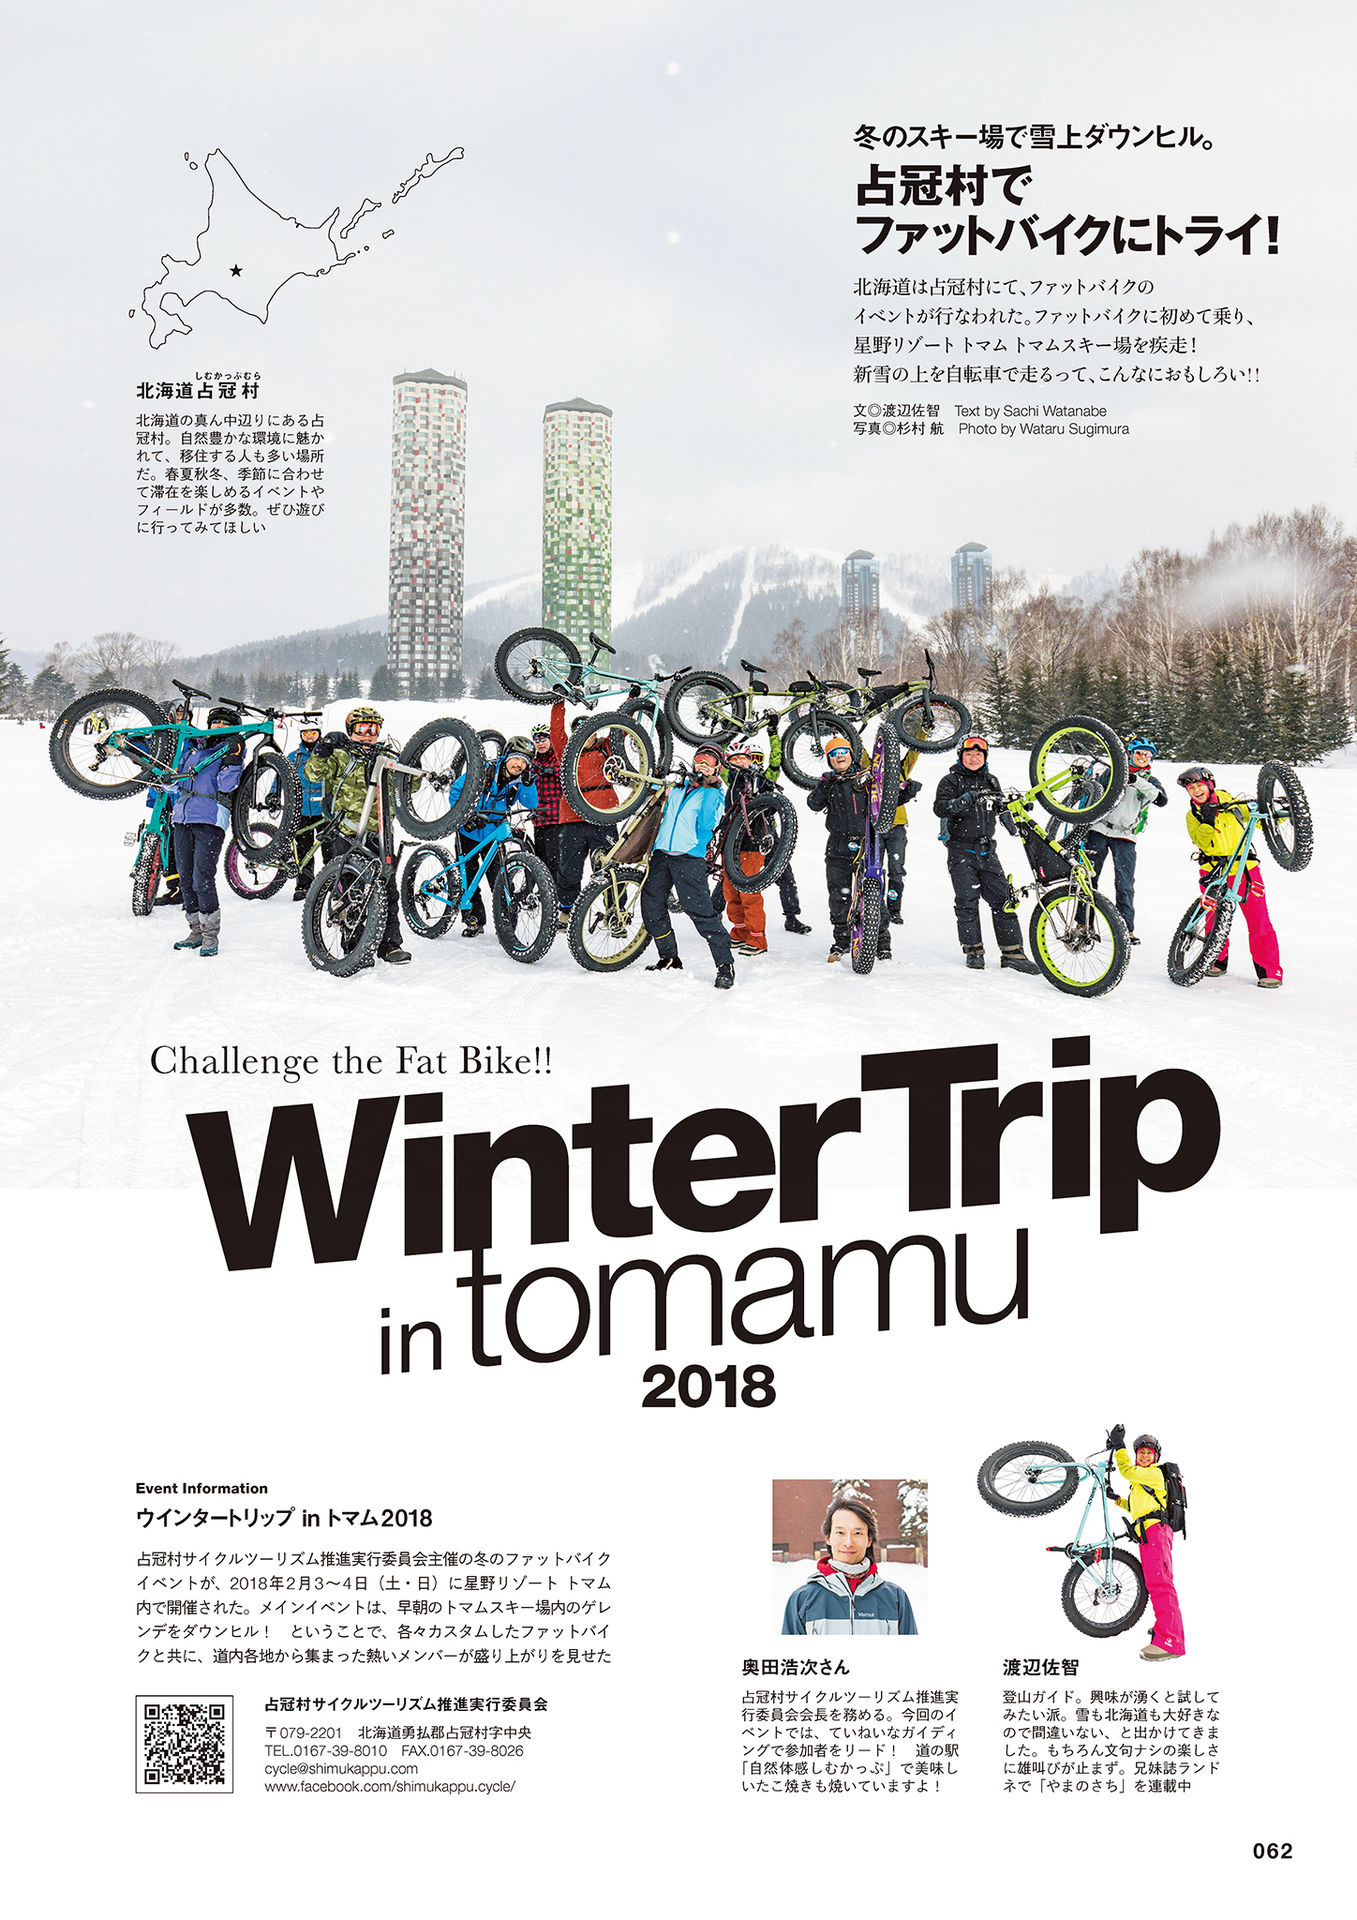 冬のスキー場で雪上ダウンヒル。
占冠村で
ファットバイクにトライ!
北海道は占冠村にて、ファットバイクの
イベントが行なわれた。ファットバイクに初めて乗り、
星野リゾート トマム トマムスキー場を疾走!
新雪の上を自転車で走るって、こんなにおもしろい!!
文◎渡辺佐智 Text by Sachi Watanabe
写真◎杉村 航 Photo by Wataru Sugimura
しむかっぷむら
北海道占冠村
北海道の真ん中辺りにある占
冠村。自然豊かな環境に魅か
れて、移住する人も多い場所
だ。春夏秋冬、季節に合わせ
て滞在を楽しめるイベントや
フィールドが多数。ぜひ遊び
に行ってみてほしい
Challenge the Fat Bike!!
Winter Trip
in tomamu
2018
Event Information
ウインタートリップ in トマム2018
占冠村サイクルツーリズム推進実行委員会主催の冬のファットバイク
イベントが、2018年2月3〜4日(土・日)に星野リゾート トマム
内で開催された。メインイベントは、早朝のトマムスキー場内のゲレ
ンデをダウンヒル! ということで、各々カスタムしたファットバイ
クと共に、道内各地から集まった熱いメンバーが盛り上がりを見せた
占冠村サイクルツーリズム推進実行委員会
〒079-2201 北海道勇払郡占冠村字中央
TEL.0167-39-8010 FAX.0167-39-8026
cycle@shimukappu.com
www.facebook.com/shimukappu.cycle/
Marmot
奥田浩次さん
占冠村サイクルツーリズム推進実
行委員会会長を務める。今回のイ
ベントでは、ていねいなガイディ
ングで参加者をリード! 道の駅
「自然体感しむかっぷ」で美味し
いたこ焼きも焼いていますよ!
渡辺佐智
登山ガイド。興味が湧くと試して
みたい派。雪も北海道も大好きな
ので間違いない、と出かけてきま
した。もちろん文句ナシの楽しさ
に雄叫びが止まず。兄妹誌ランド
ネで「やまのさち」を連載中
062